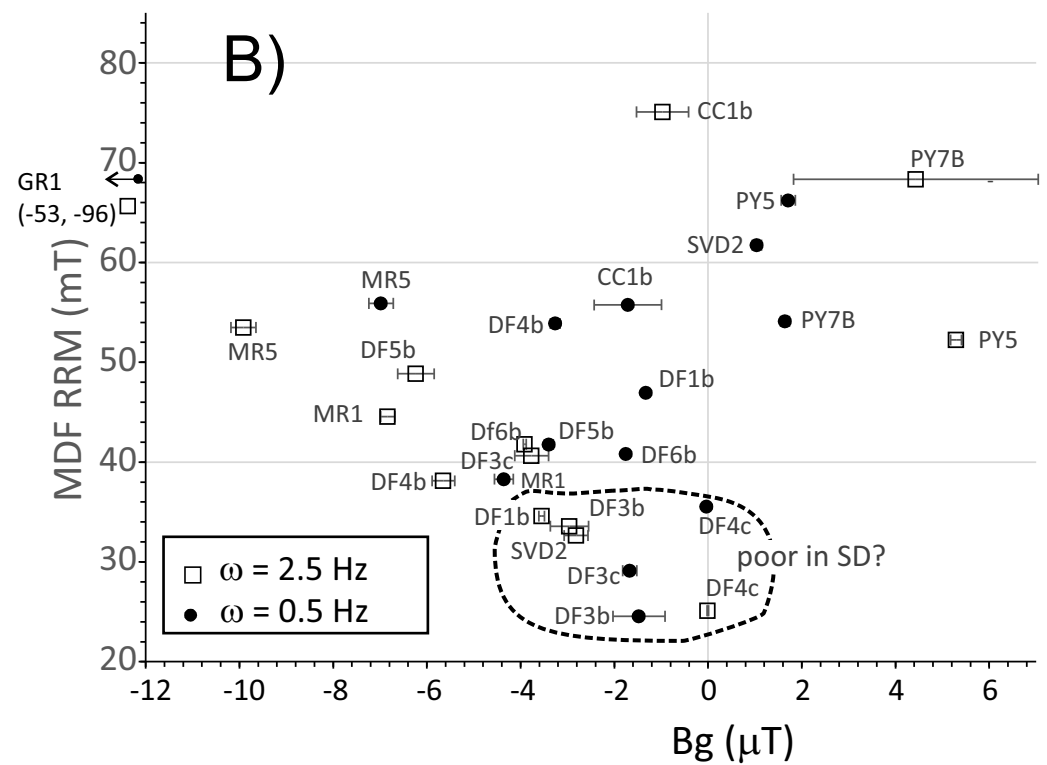 B)
80
CC1b
70
PY7B
GR1
(-53, -96)
PY5
SVD2
MDF RRM (mT)
60
MR5
CC1b
DF4b
PY7B
MR5
DF5b
PY5
50
DF1b
MR1
Df6b
DF5b
DF6b
40
DF3c
MR1
DF4b
DF1b
DF3b
DF4c
SVD2
poor in SD?
30
DF3c
DF4c
DF3b
ω = 2.5 Hz
ω = 0.5 Hz
20
-12 -10 -8 -6 -4 -2 0 2 4 6
Bg (μT)